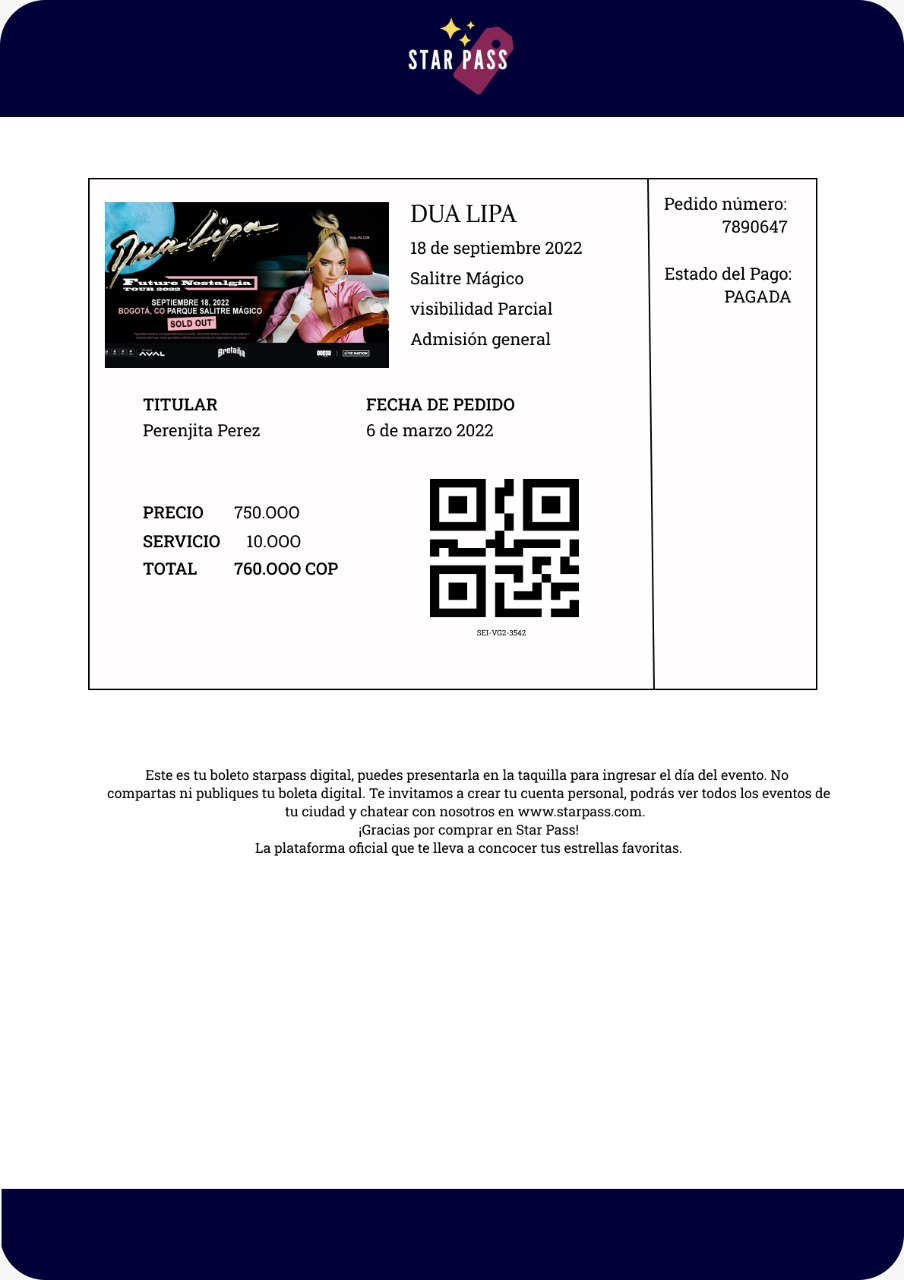 STAR PASS
Dua Lipa
Future Nostalgia
TOUR 2022
SEPTIEMBRE 18, 2022
BOGOTÁ, CO PARQUE SALITRE MÁGICO
SOLD OUT
AVAL
Bretaña
OCESA
LIVE NATION
DUA LIPA
18 de septiembre 2022
Salitre Mágico
visibilidad Parcial
Admisión general
Pedido número:
7890647
Estado del Pago:
PAGADA
TITULAR
Perenjita Perez
FECHA DE PEDIDO
6 de marzo 2022
PRECIO 750.OOO
SERVICIO 10.OOO
TOTAL 760.OOO COP
SEI-VG2-3542
Este es tu boleto starpass digital, puedes presentarla en la taquilla para ingresar el día del evento. No
compartas ni publiques tu boleta digital. Te invitamos a crear tu cuenta personal, podrás ver todos los eventos de
tu ciudad y chatear con nosotros en www.starpass.com.
¡Gracias por comprar en Star Pass!
La plataforma oficial que te lleva a concocer tus estrellas favoritas.